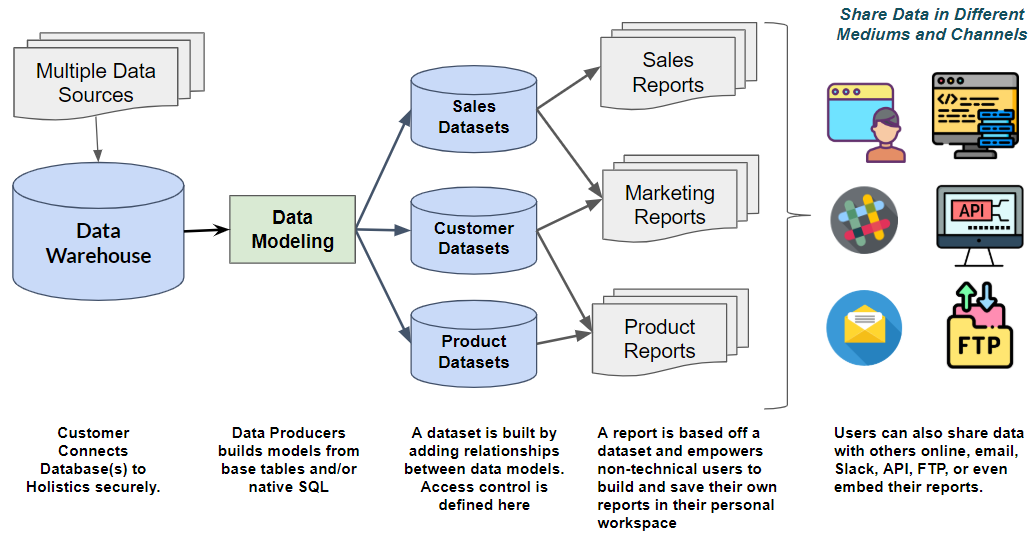 Share Data in Different
Mediums and Channels
Multiple Data
Sources
Data
Warehouse
Data
Modeling
Sales
Datasets
Customer
Datasets
Product
Datasets
Sales
Reports
Marketing
Reports
Product
Reports
</>
API
FTP
Customer
Connects
Database(s) to
Holistics securely.
Data Producers
builds models from
base tables and/or
native SQL
A dataset is built by
adding relationships
between data models.
Access control is
defined here
A report is based off a
dataset and empowers
non-technical users to
build and save their own
reports in their personal
workspace
Users can also share data
with others online, email,
Slack, API, FTP, or even
embed their reports.